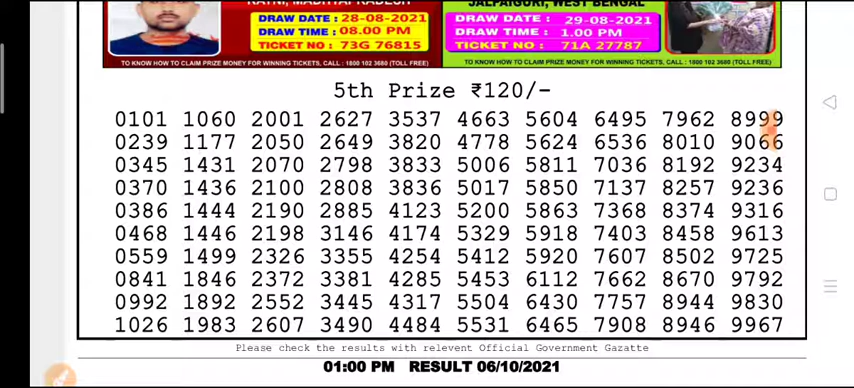 KATNI, MADHYAPRADESH
DRAW DATE : 28-08-2021
DRAW TIME : 08.00 PM
TICKET NO : 73G 76815
TO KNOW HOW TO CLAIM PRIZE MONEY FOR WINNING TICKETS, CALL : 1800 102 3680 (TOLL FREE)
JALPAIGURI, WEST BENGAL
DRAW DATE : 29-08-2021
DRAW TIME : 1.00 PM
TICKET NO : 71A 27787
TO KNOW HOW TO CLAIM PRIZE MONEY FOR WINNING TICKETS, CALL : 1800 102 3680 (TOLL FREE)
5th Prize ₹120/-
0101 1060 2001 2627 3537 4663 5604 6495 7962 8999
0239 1177 2050 2649 3820 4778 5624 6536 8010 9066
0345 1431 2070 2798 3833 5006 5811 7036 8192 9234
0370 1436 2100 2808 3836 5017 5850 7137 8257 9236
0386 1444 2190 2885 4123 5200 5863 7368 8374 9316
0468 1446 2198 3146 4174 5329 5918 7403 8458 9613
0559 1499 2326 3355 4254 5412 5920 7607 8502 9725
0841 1846 2372 3381 4285 5453 6112 7662 8670 9792
0992 1892 2552 3445 4317 5504 6430 7757 8944 9830
1026 1983 2607 3490 4484 5531 6465 7908 8946 9967
Please check the results with relevent Official Government Gazatte
01:00 PM RESULT 06/10/2021